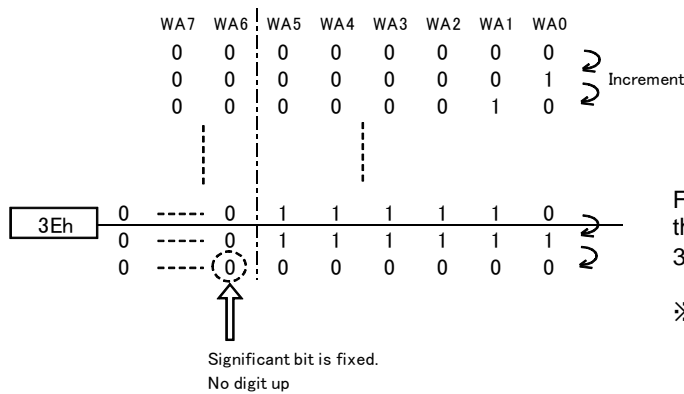 WA7 WA6 WA5 WA4 WA3 WA2 WA1 WA0
0 0 0 0 0 0 0 0
0 0 0 0 0 0 0 1 Increment
0 0 0 0 0 0 1 0
3Eh 0 0 1 1 1 1 1 0
0 0 1 1 1 1 1 1
0 0 0 0 0 0 0 0
F
th
3
※
Significant bit is fixed.
No digit up